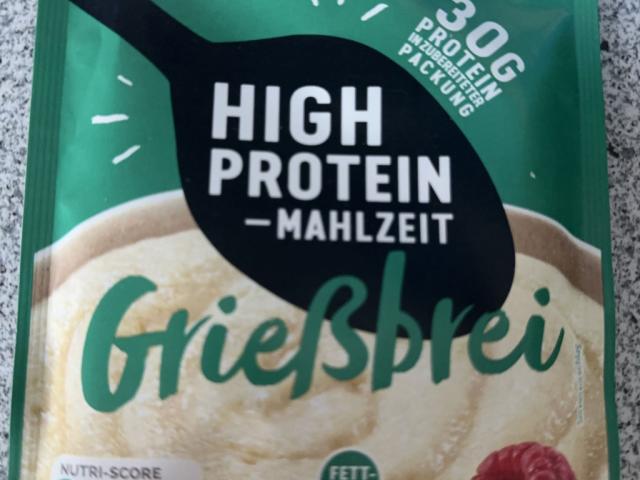 30G
PROTEIN
IN ZUBEREITETER
PACKUNG
HIGH
PROTEIN
—MAHLZEIT
Grießbrei
NUTRI-SCORE
FETT-